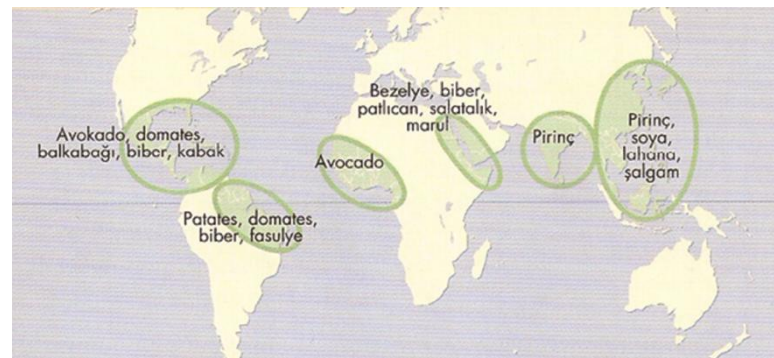 Avokado, domates,
balkabağı, biber, kabak
Patates, domates,
biber, fasulye
Avocado
Bezelye, biber,
patlıcan, salatalık,
marul
Pirinç
Pirinç,
soya,
lahana,
şalgam